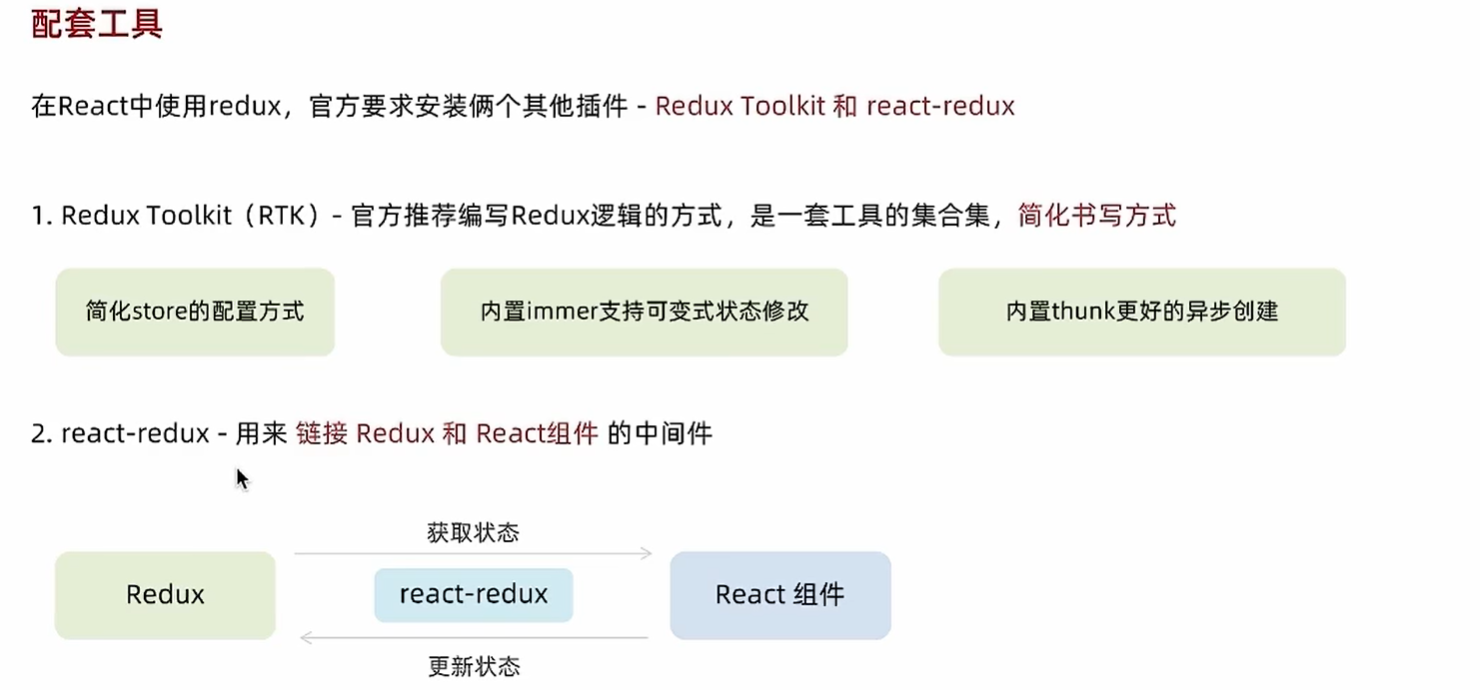 配套工具
在React中使用redux，官方要求安装俩个其他插件 - Redux Toolkit 和 react-redux
1. Redux Toolkit（RTK）- 官方推荐编写Redux逻辑的方式，是一套工具的集合集，简化书写方式
简化store的配置方式
内置immer支持可变式状态修改
内置thunk更好的异步创建
2. react-redux - 用来 链接 Redux 和 React组件 的中间件
获取状态
Redux
react-redux
React 组件
更新状态